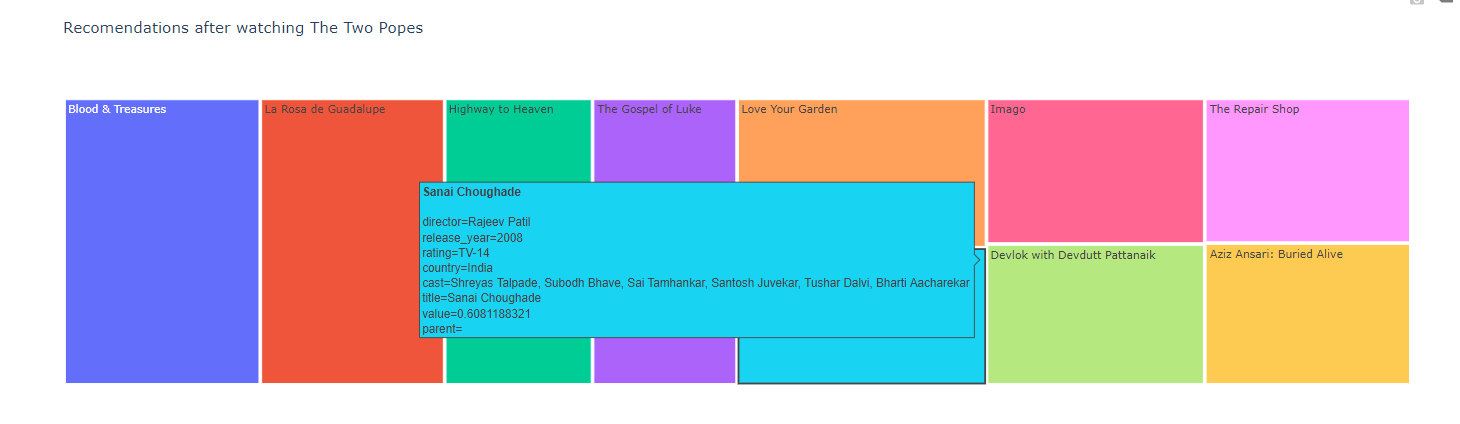 Recomendations after watching The Two Popes
Blood & Treasures
La Rosa de Guadalupe
Highway to Heaven
The Gospel of Luke
Love Your Garden
Imago
The Repair Shop
Sanai Choughade
director=Rajeev Patil
release_year=2008
rating=TV-14
country=India
cast=Shreyas Talpade, Subodh Bhave, Sai Tamhankar, Santosh Juvekar, Tushar Dalvi, Bharti Aacharekar
title=Sanai Choughade
value=0.6081188321
parent=
Devlok with Devdutt Pattanaik
Aziz Ansari: Buried Alive